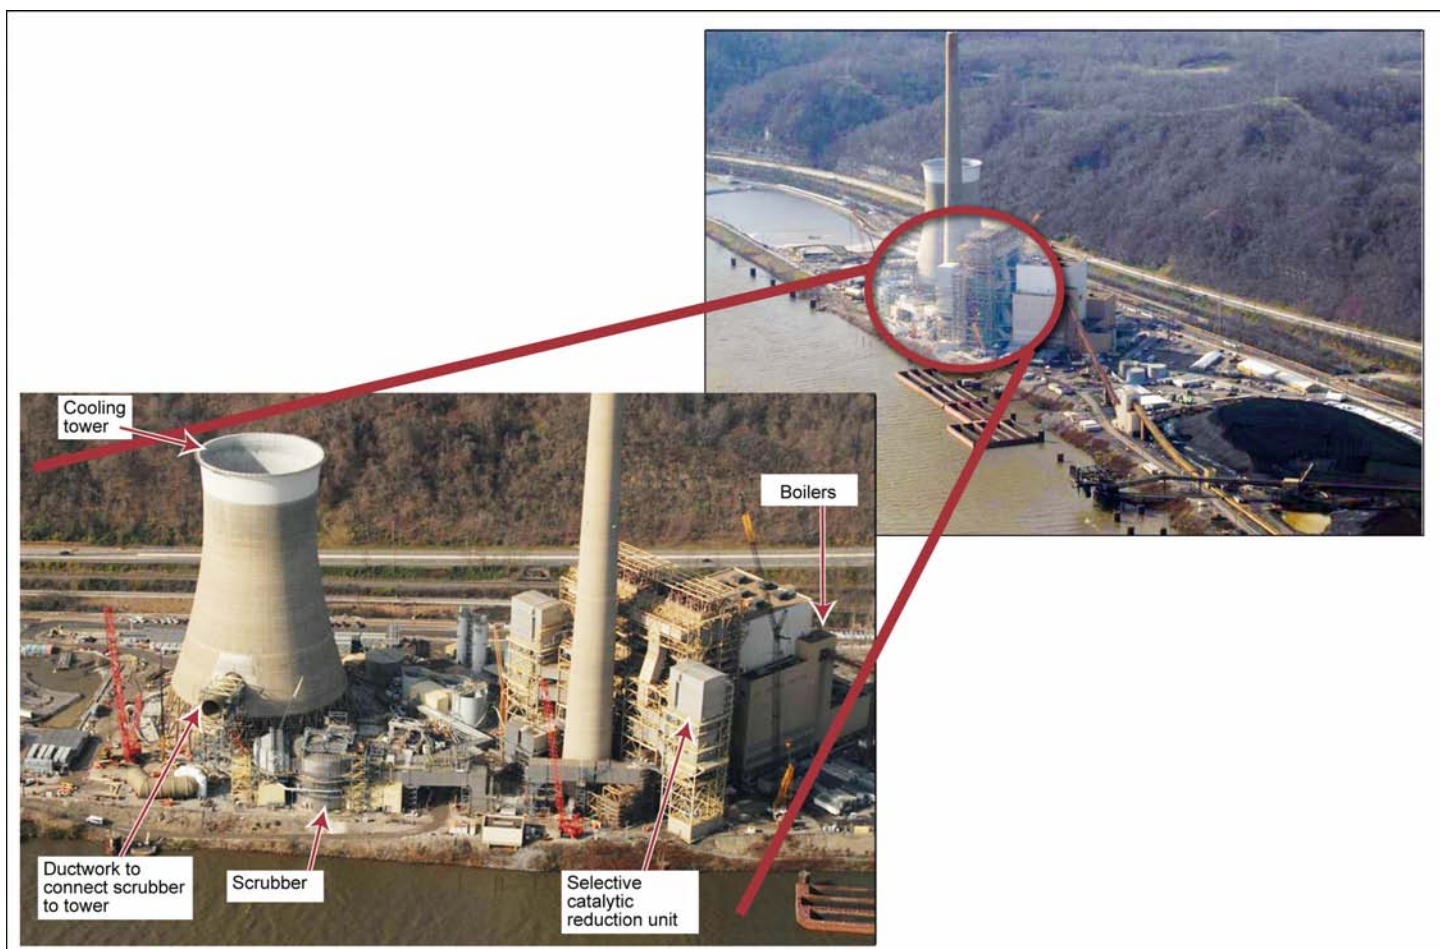 Cooling
tower
Boilers
Ductwork to
connect scrubber
to tower
Scrubber
Selective
catalytic
reduction unit